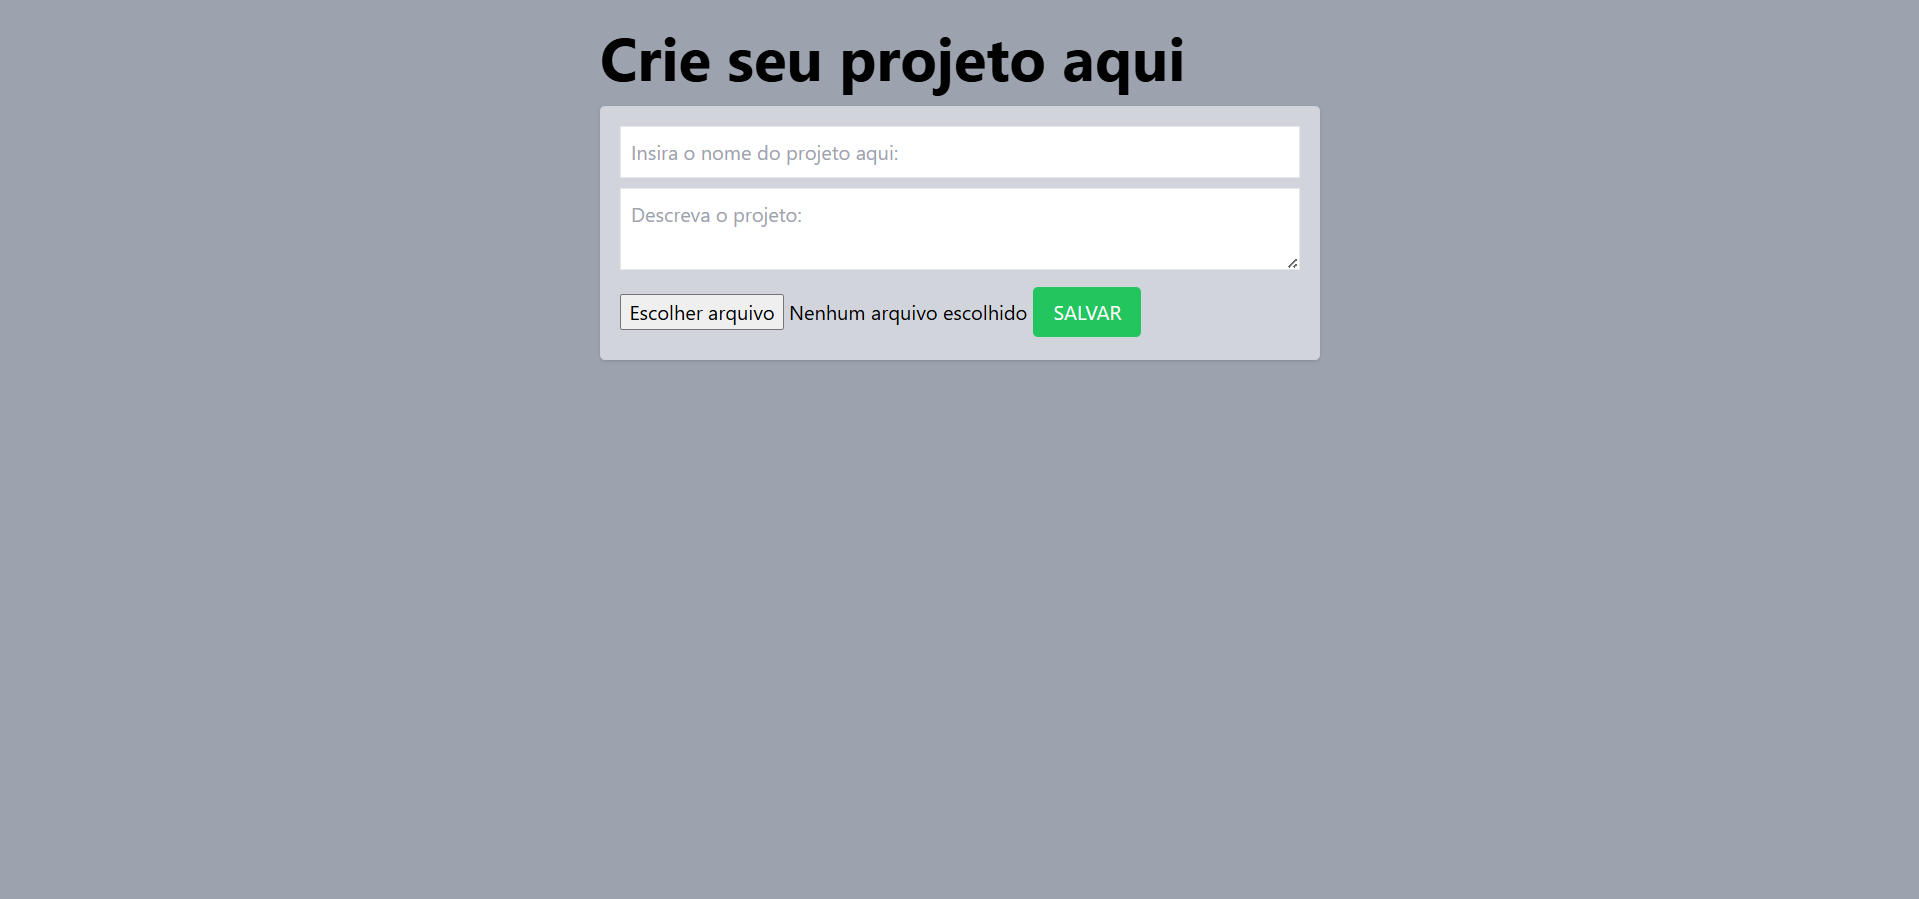 Crie seu projeto aqui
Insira o nome do projeto aqui:
Descreva o projeto:
Escolher arquivo Nenhum arquivo escolhido SALVAR